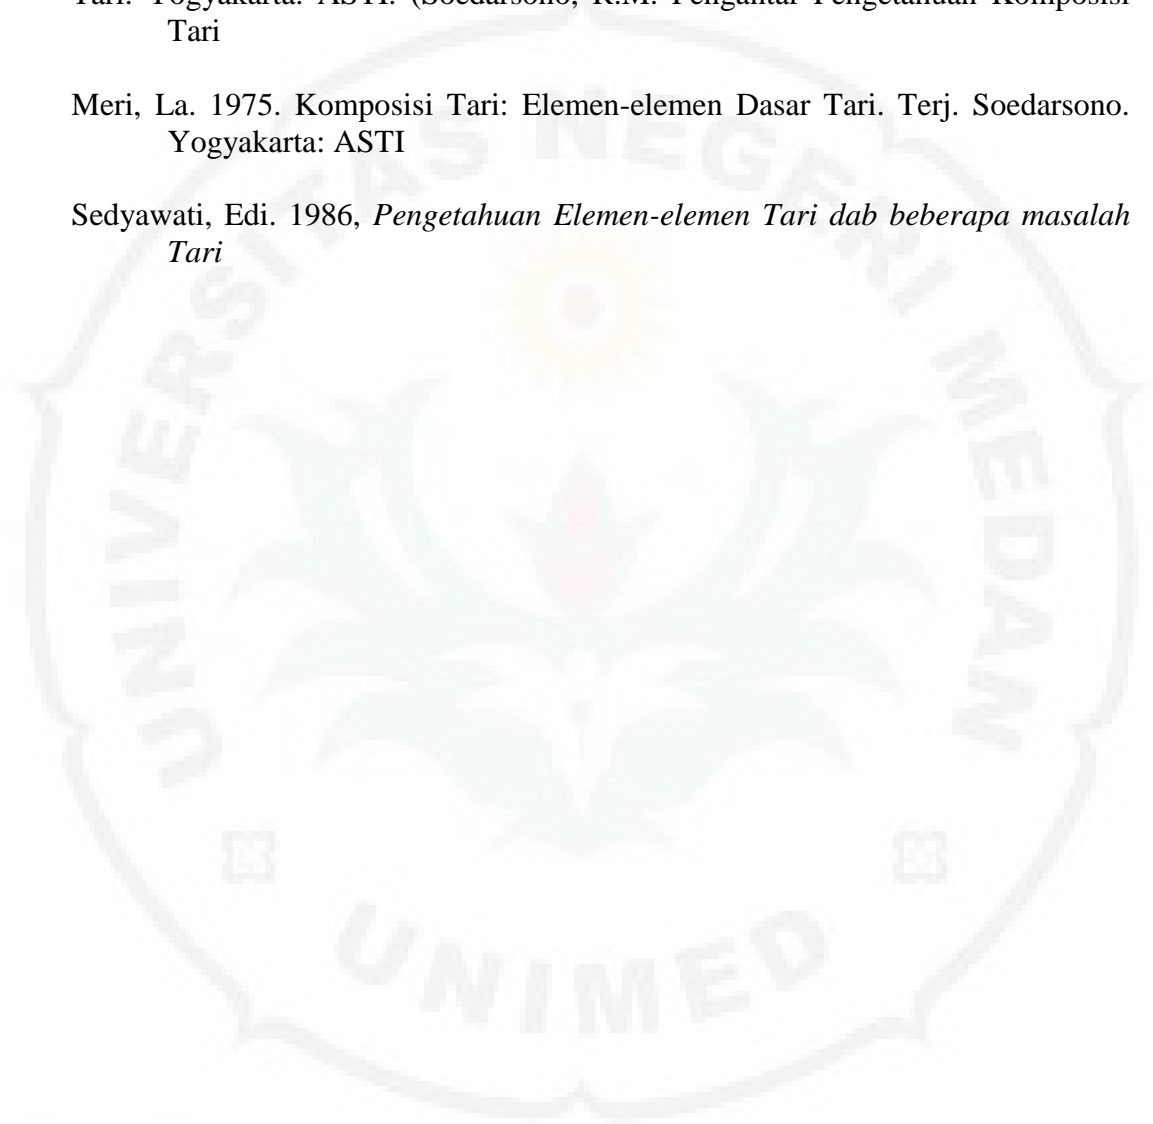 Tari. Yogyakarta. ASTI. (Soedarsono, R.M. Pengantar Pengetahuan Komposisi
Tari
Meri, La. 1975. Komposisi Tari: Elemen-elemen Dasar Tari. Terj. Soedarsono.
Yogyakarta: ASTI
Sedyawati, Edi. 1986, Pengetahuan Elemen-elemen Tari dab beberapa masalah
Tari
UNIVERSITAS NEGERI MEDAN
UNIMED